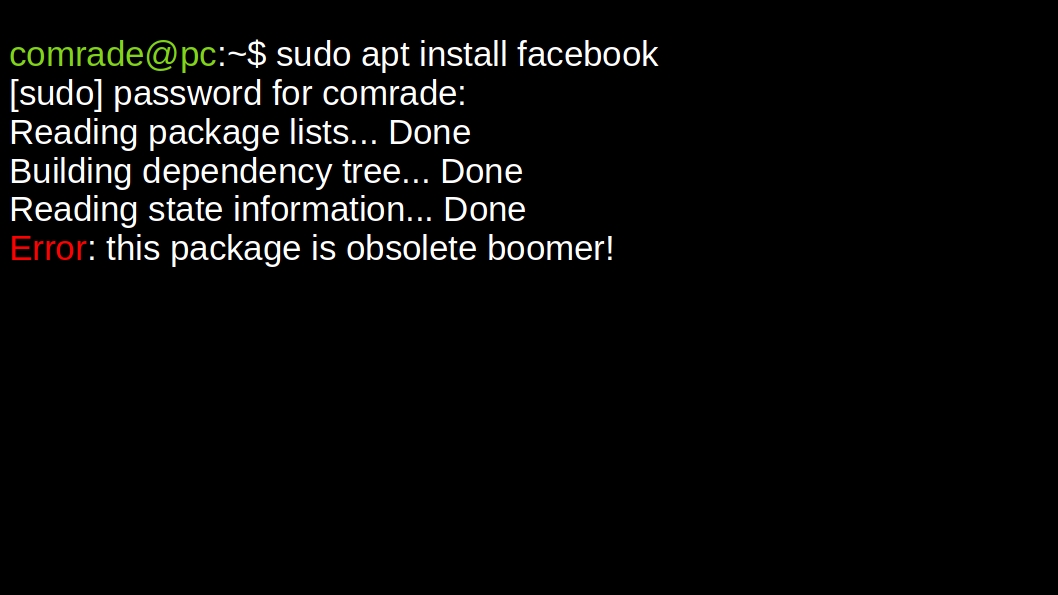 comrade@pc:~$ sudo apt install facebook
[sudo] password for comrade:
Reading package lists... Done
Building dependency tree... Done
Reading state information... Done
Error: this package is obsolete boomer!